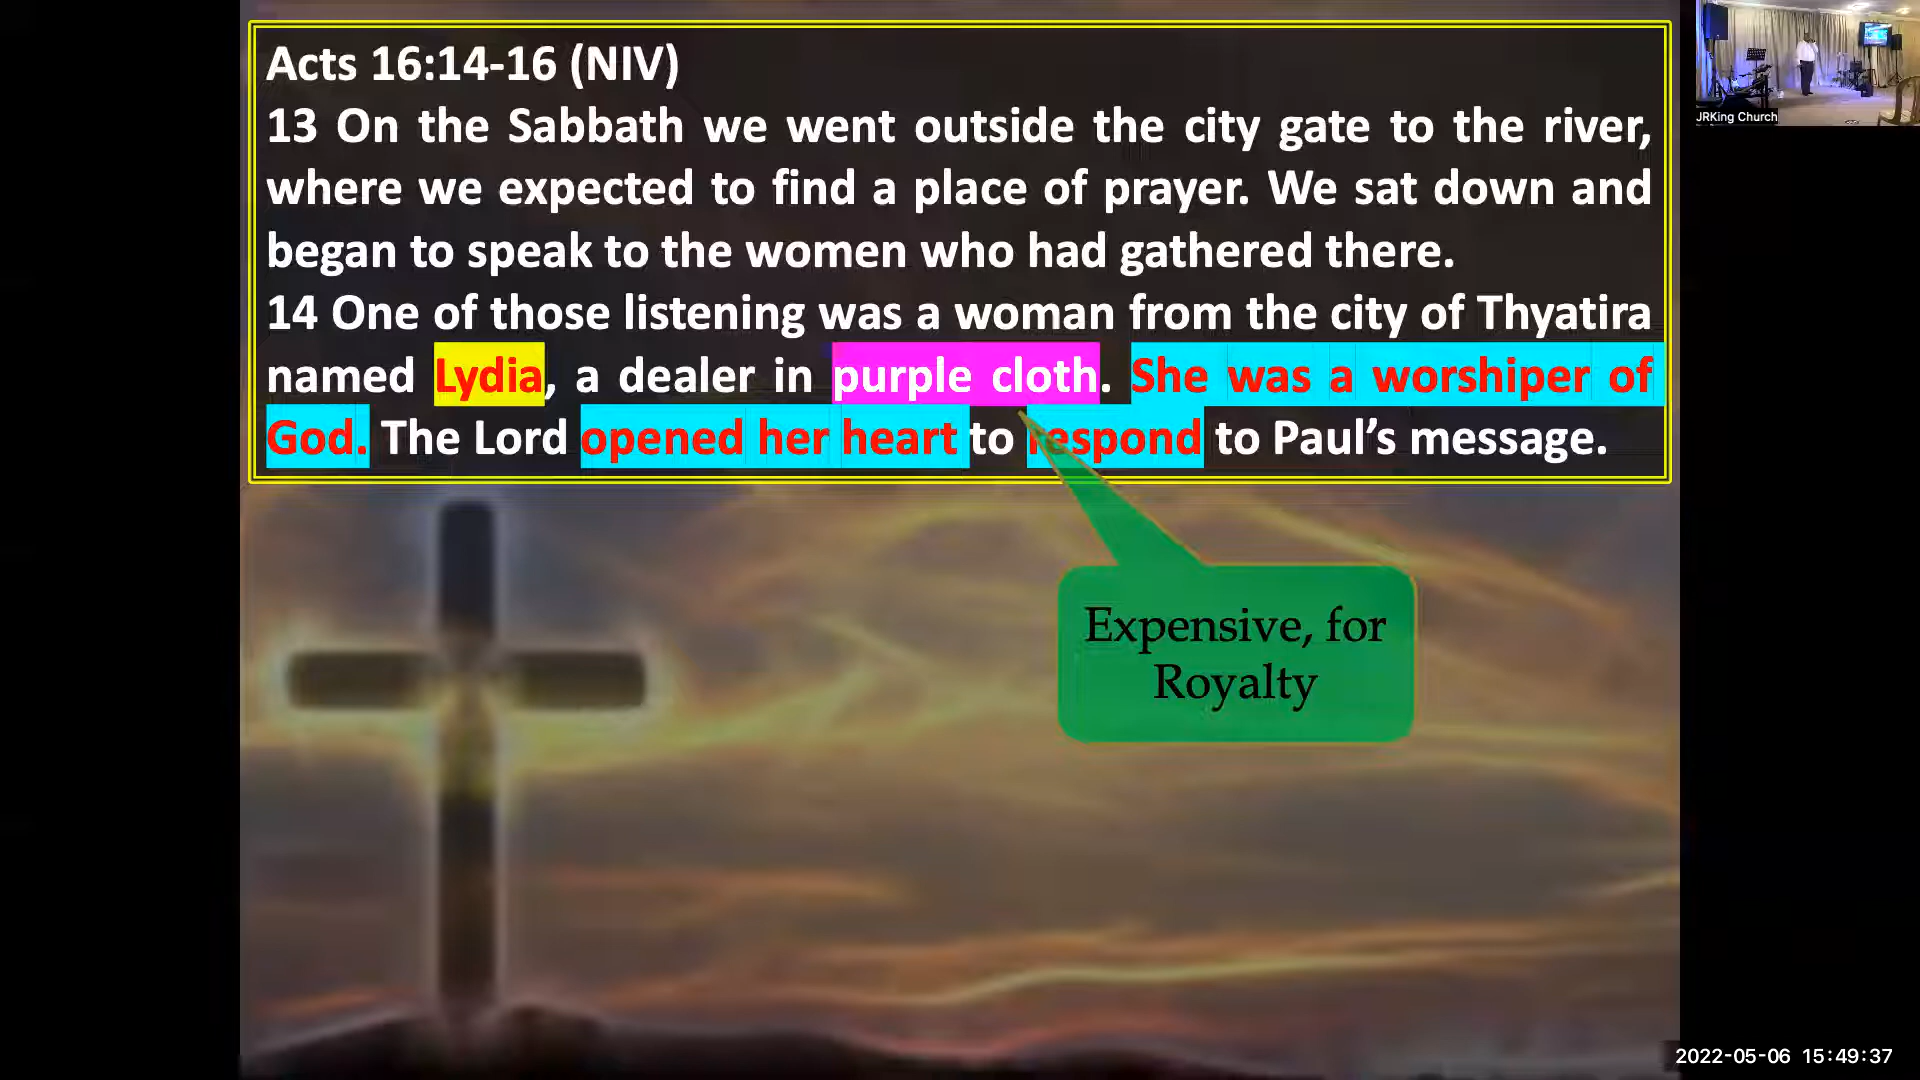 Acts 16:14-16 (NIV)
13 On the Sabbath we went outside the city gate to the river,
where we expected to find a place of prayer. We sat down and
began to speak to the women who had gathered there.
14 One of those listening was a woman from the city of Thyatira
named Lydia, a dealer in purple cloth. She was a worshiper of
God. The Lord opened her heart to respond to Paul’s message.
Expensive, for
Royalty
JRKing Church
2022-05-06 15:49:37